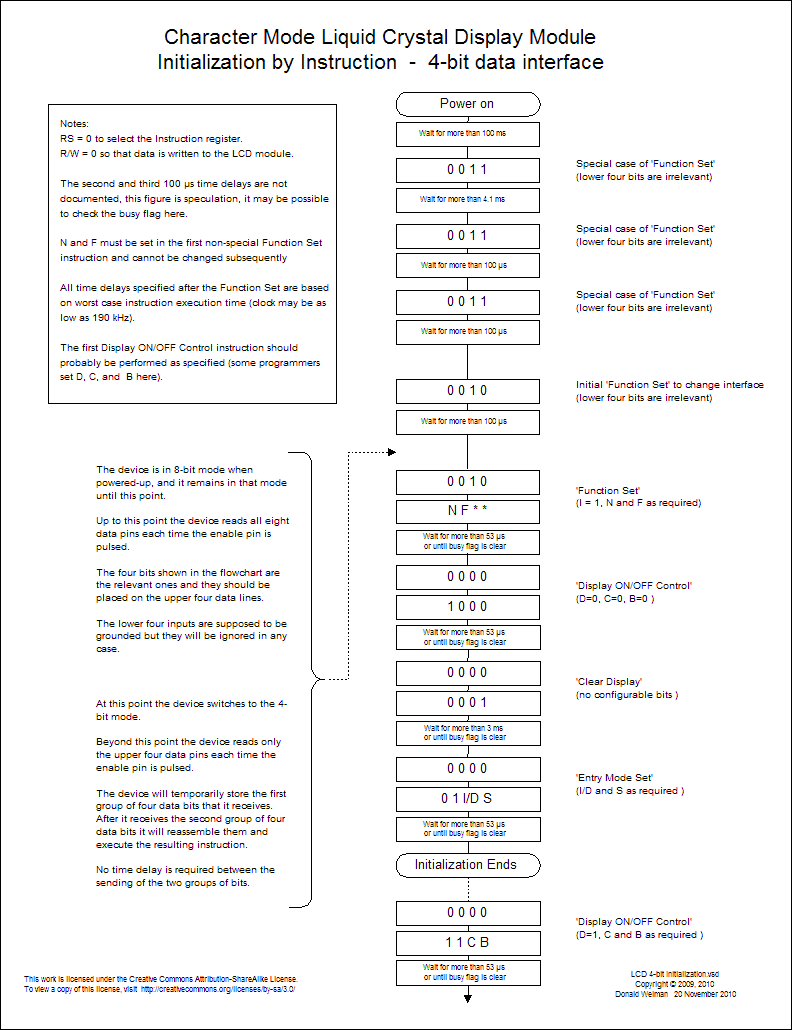 Character Mode Liquid Crystal Display Module
Initialization by Instruction - 4-bit data interface
Notes:
RS = 0 to select the Instruction register.
R/W = 0 so that data is written to the LCD module.
The second and third 100 µs time delays are not
documented, this figure is speculation, it may be possible
to check the busy flag here.
N and F must be set in the first non-special Function Set
instruction and cannot be changed subsequently
All time delays specified after the Function Set are based
on worst case instruction execution time (clock may be as
low as 190 kHz).
The first Display ON/OFF Control instruction should
probably be performed as specified (some programmers
set D, C, and B here).
Power on
Wait for more than 100 ms
0 0 1 1
Special case of 'Function Set'
(lower four bits are irrelevant)
Wait for more than 4.1 ms
0 0 1 1
Special case of 'Function Set'
(lower four bits are irrelevant)
Wait for more than 100 µs
0 0 1 1
Special case of 'Function Set'
(lower four bits are irrelevant)
Wait for more than 100 µs
0 0 1 0
Initial 'Function Set' to change interface
(lower four bits are irrelevant)
Wait for more than 100 µs
The device is in 8-bit mode when
powered-up, and it remains in that mode
until this point.
Up to this point the device reads all eight
data pins each time the enable pin is
pulsed.
The four bits shown in the flowchart are
the relevant ones and they should be
placed on the upper four data lines.
The lower four inputs are supposed to be
grounded but they will be ignored in any
case.
At this point the device switches to the 4-
bit mode.
Beyond this point the device reads only
the upper four data pins each time the
enable pin is pulsed.
The device will temporarily store the first
group of four data bits that it receives.
After it receives the second group of four
data bits it will reassemble them and
execute the resulting instruction.
No time delay is required between the
sending of the two groups of bits.
0 0 1 0
N F * *
'Function Set'
(I = 1, N and F as required)
Wait for more than 53 µs
or until busy flag is clear
0 0 0 0
1 0 0 0
'Display ON/OFF Control'
(D=0, C=0, B=0 )
Wait for more than 53 µs
or until busy flag is clear
0 0 0 0
0 0 0 1
'Clear Display'
(no configurable bits )
Wait for more than 3 ms
or until busy flag is clear
0 0 0 0
0 1 I/D S
'Entry Mode Set'
(I/D and S as required )
Wait for more than 53 µs
or until busy flag is clear
Initialization Ends
0 0 0 0
1 1 C B
'Display ON/OFF Control'
(D=1, C and B as required )
Wait for more than 53 µs
or until busy flag is clear
This work is licensed under the Creative Commons Attribution-ShareAlike License.
To view a copy of this license, visit http://creativecommons.org/licenses/by-sa/3.0/
LCD 4-bit initialization.vsd
Copyright © 2009, 2010
Donald Weiman 20 November 2010